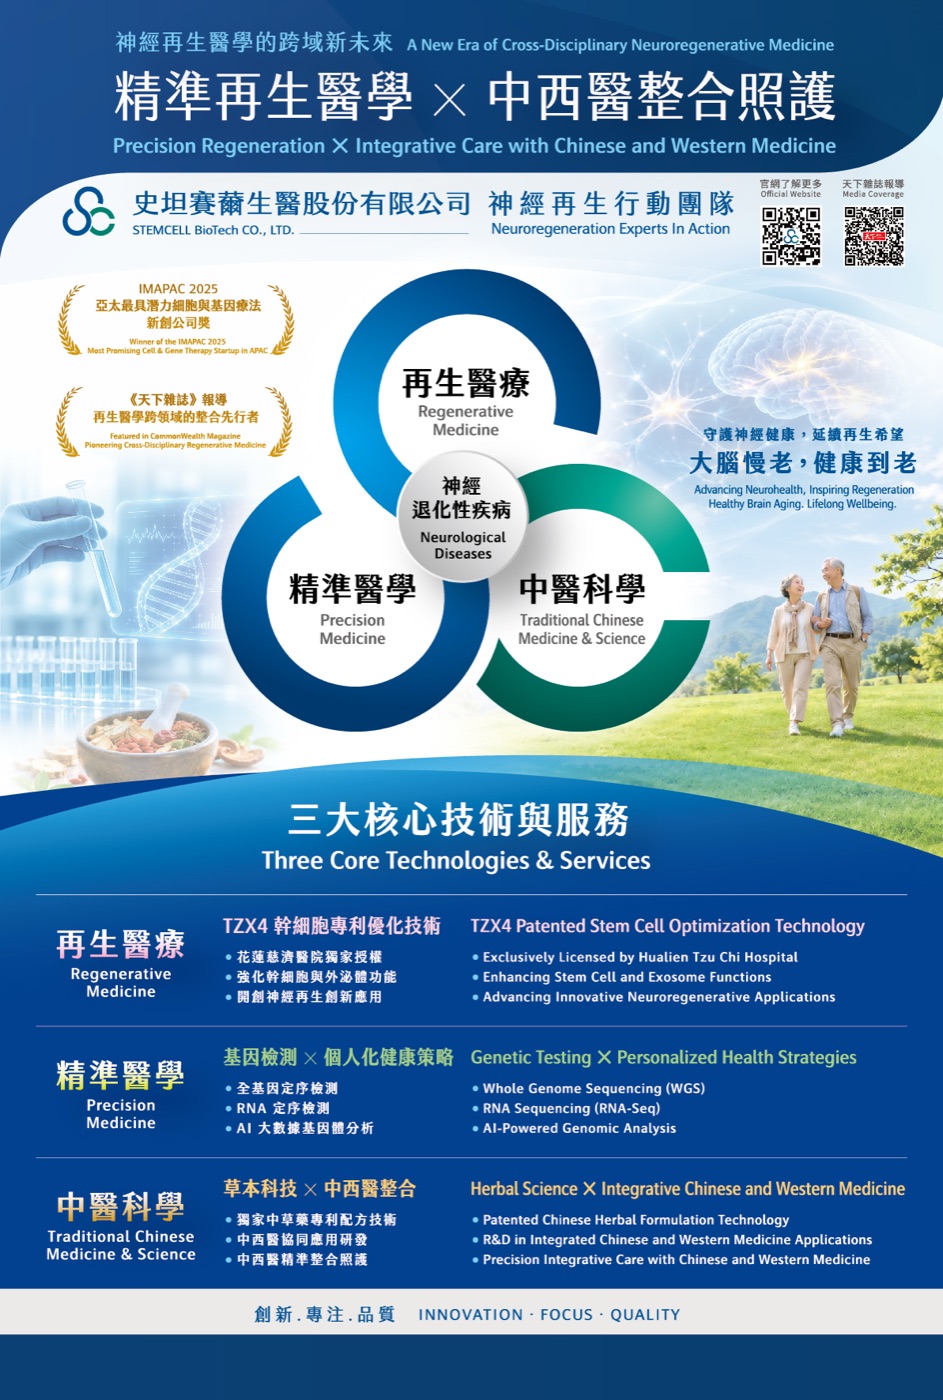 神經再生醫學的跨域新未來 A New Era of Cross-Disciplinary Neuroregenerative Medicine
精準再生醫學 × 中西醫整合照護
Precision Regeneration × Integrative Care with Chinese and Western Medicine
官網了解更多
Official Website
天下雜誌報導
Media Coverage
史坦賽薾生醫股份有限公司
STEMCELL BioTech CO., LTD.
神經再生行動團隊
Neuroregeneration Experts In Action
IMAPAC 2025
亞太最具潛力細胞與基因療法
新創公司獎
Winner of the IMAPAC 2025
Most Promising Cell & Gene Therapy Startup in APAC
《天下雜誌》報導
再生醫學跨領域的整合先行者
Featured in CommonWealth Magazine
Pioneering Cross-Disciplinary Regenerative Medicine
再生醫療
Regenerative
Medicine
神經
退化性疾病
Neurological
Diseases
精準醫學
Precision
Medicine
中醫科學
Traditional Chinese
Medicine & Science
守護神經健康，延續再生希望
大腦慢老，健康到老
Advancing Neurohealth, Inspiring Regeneration
Healthy Brain Aging. Lifelong Wellbeing.
三大核心技術與服務
Three Core Technologies & Services
再生醫療
Regenerative
Medicine
TZX4 幹細胞專利優化技術
• 花蓮慈濟醫院獨家授權
• 強化幹細胞與外泌體功能
• 開創神經再生創新應用
TZX4 Patented Stem Cell Optimization Technology
• Exclusively Licensed by Hualien Tzu Chi Hospital
• Enhancing Stem Cell and Exosome Functions
• Advancing Innovative Neuroregenerative Applications
精準醫學
Precision
Medicine
基因檢測 × 個人化健康策略
• 全基因定序檢測
• RNA 定序檢測
• AI 大數據基因體分析
Genetic Testing × Personalized Health Strategies
• Whole Genome Sequencing (WGS)
• RNA Sequencing (RNA-Seq)
• AI-Powered Genomic Analysis
中醫科學
Traditional Chinese
Medicine & Science
草本科技 × 中西醫整合
• 獨家中草藥專利配方技術
• 中西醫協同應用研發
• 中西醫精準整合照護
Herbal Science × Integrative Chinese and Western Medicine
• Patented Chinese Herbal Formulation Technology
• R&D in Integrated Chinese and Western Medicine Applications
• Precision Integrative Care with Chinese and Western Medicine
創新.專注.品質 INNOVATION · FOCUS · QUALITY